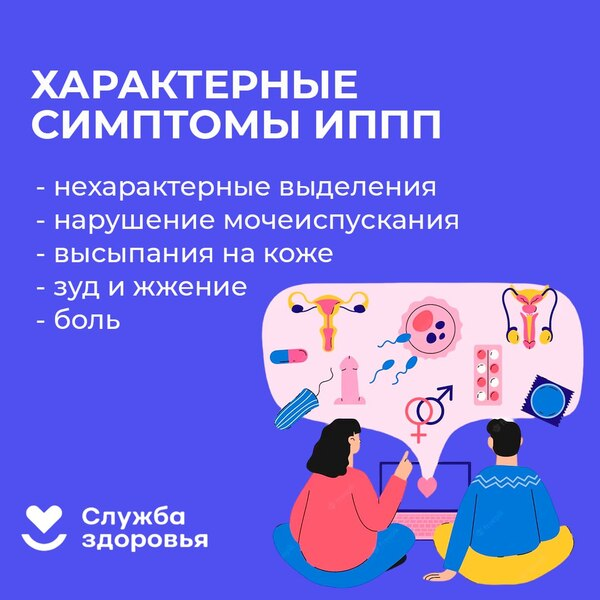 ХАРАКТЕРНЫЕ
СИМПТОМЫ ИППП
- нехарактерные выделения
- нарушение мочеиспускания
- высыпания на коже
- зуд и жжение
- боль
Служба
здоровья